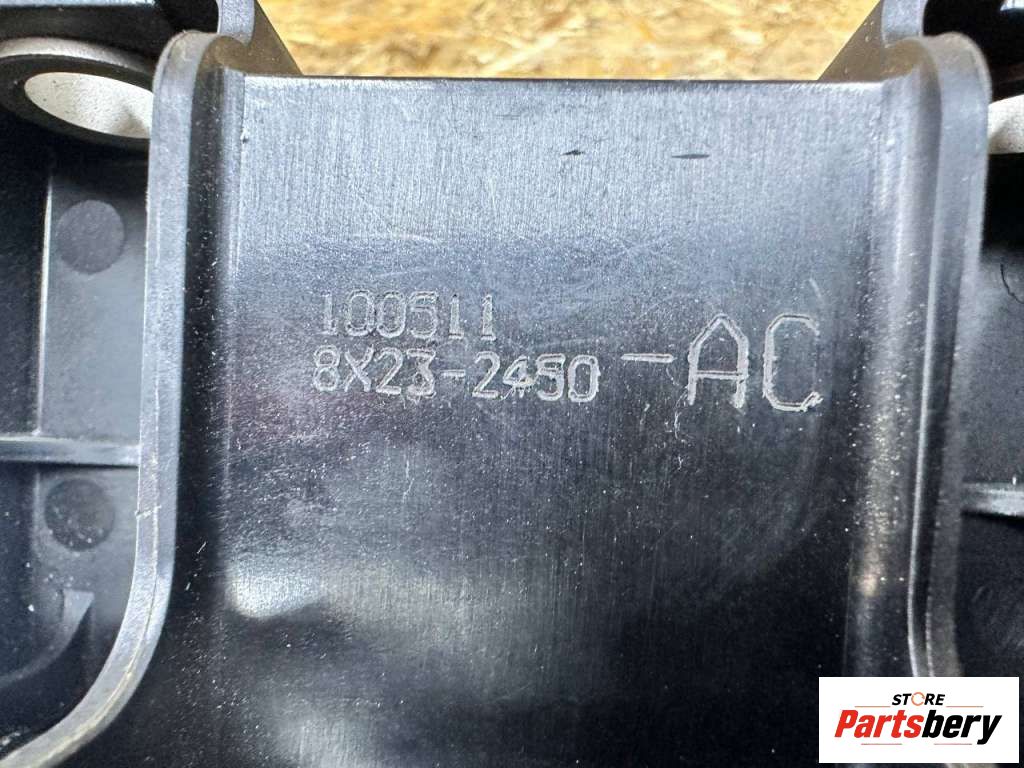 100511
8X23-2450-AC
STORE
Partsbery